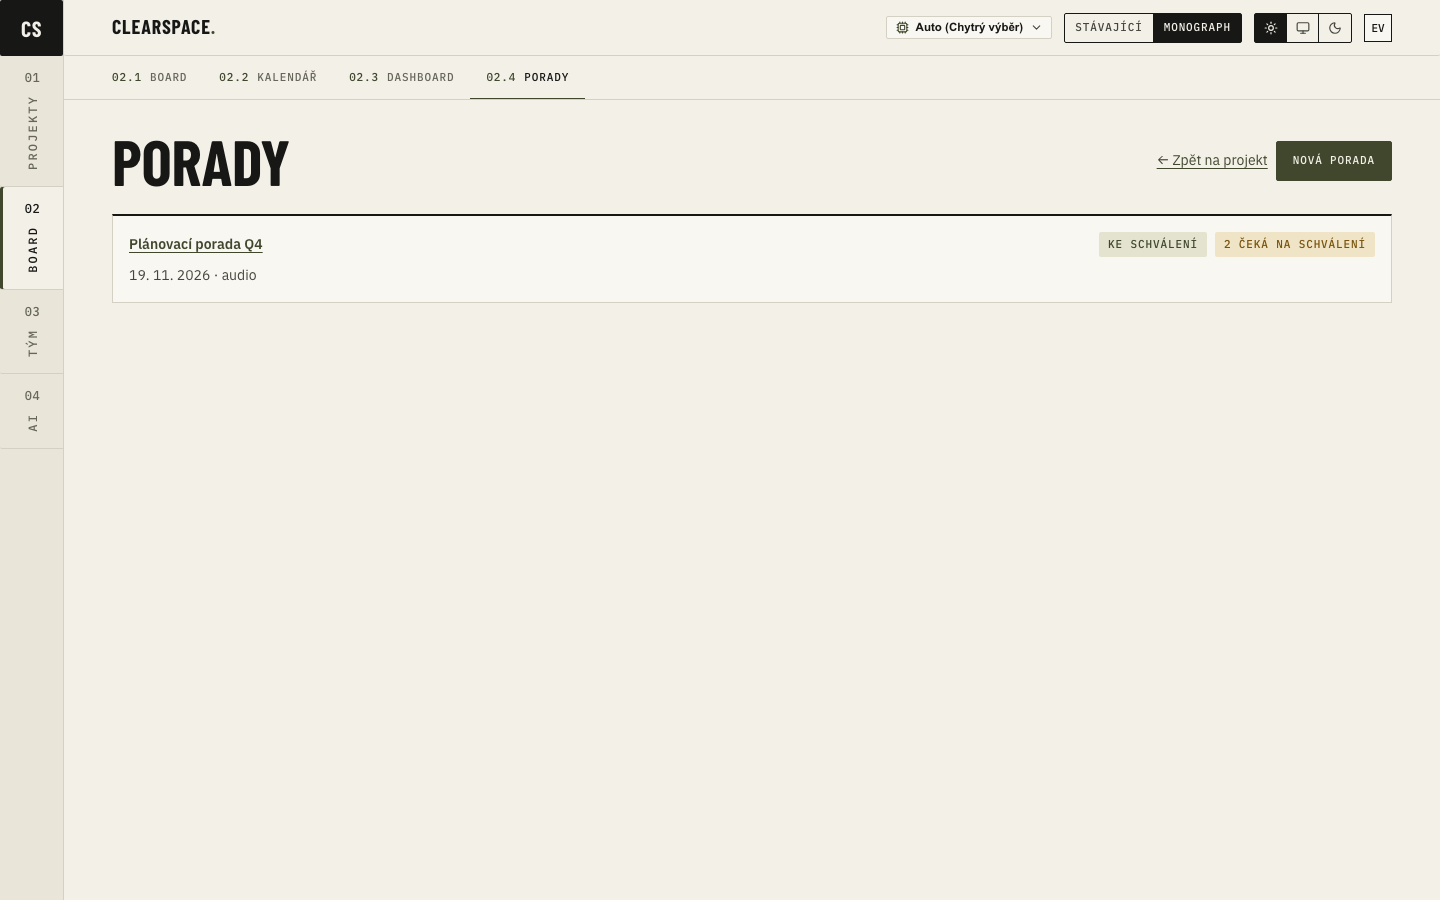 CS
CLEARSPACE.
Auto (Chytrý výběr)
STÁVAJÍCÍ
MONOGRAPH
EV
01 PROJEKTY
02 BOARD
03 TÝM
04 AI
02.1 BOARD
02.2 KALENDÁŘ
02.3 DASHBOARD
02.4 PORADY
PORADY
← Zpět na projekt
NOVÁ PORADA
Plánovací porada Q4
KE SCHVÁLENÍ
2 ČEKÁ NA SCHVÁLENÍ
19. 11. 2026 · audio